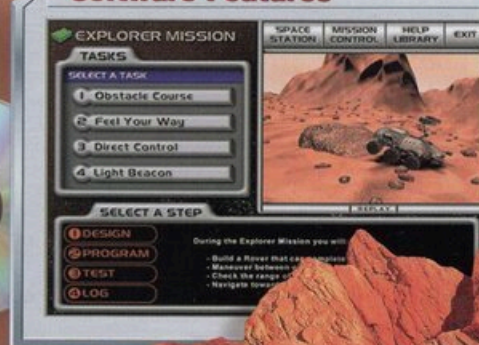 Software Features
EXPLORER MISSION
SPACE STATION
MISSION CONTROL
HELP LIBRARY
EXIT
TASKS
SELECT A TASK
1 Obstacle Course
2 Feel Your Way
3 Direct Control
4 Light Beacon
REPLAY
SELECT A STEP
1 DESIGN
2 PROGRAM
3 TEST
4 LOG
During the Explorer Mission you will
- Build a Rover that can complete
- Maneuver between
- Check the range
- Navigate toward